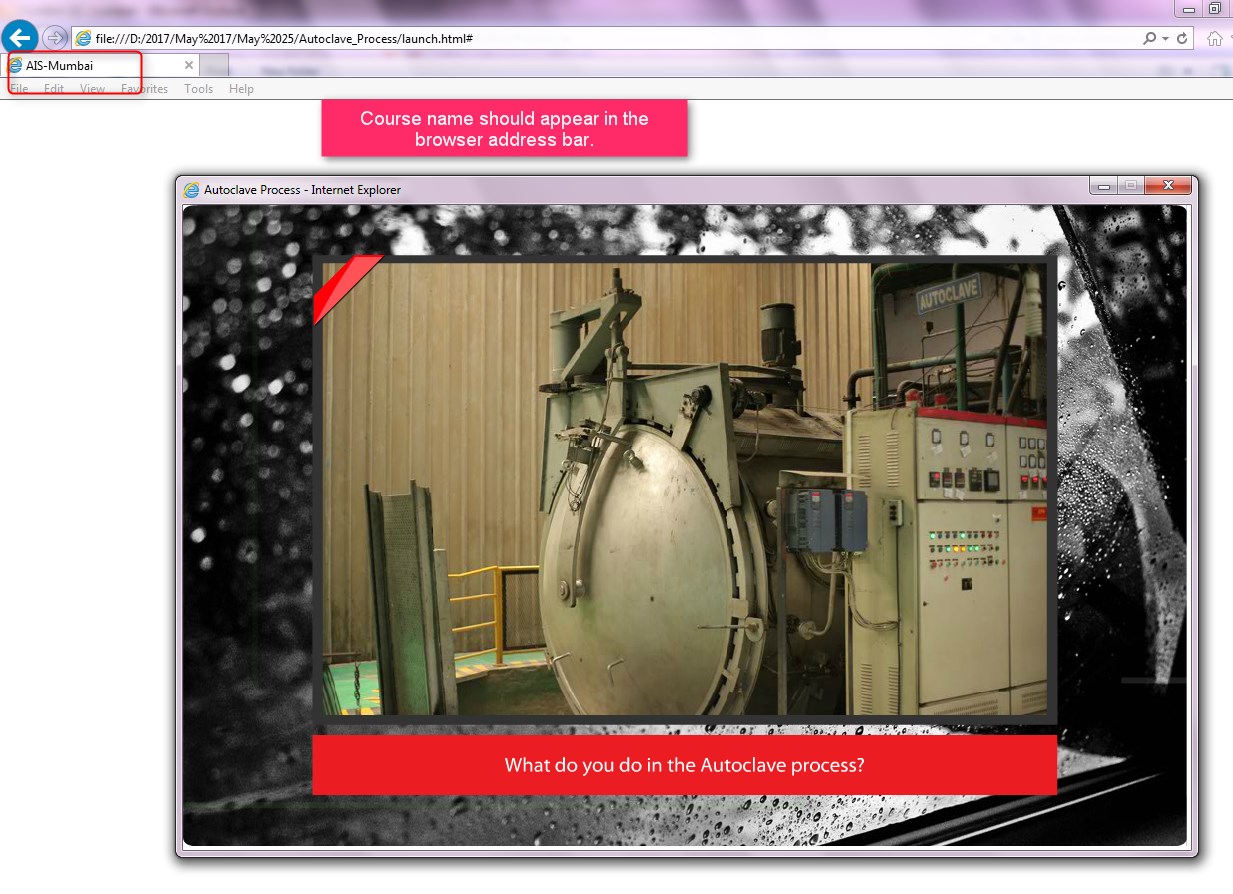 file:///D:/2017/May%2017/May%2025/Autoclave_Process/launch.html#
AIS-Mumbai
File Edit View Favorites Tools Help
Course name should appear in the
browser address bar.
Autoclave Process - Internet Explorer
AUTOCLAVE
What do you do in the Autoclave process?